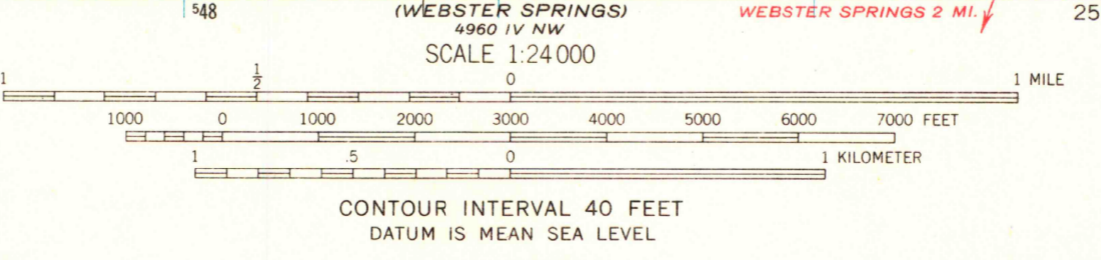 ⁵48 (WEBSTER SPRINGS) WEBSTER SPRINGS 2 MI. 25
4960 IV NW
SCALE 1:24 000
1 1/2 0 1 MILE
1000 0 1000 2000 3000 4000 5000 6000 7000 FEET
1 .5 0 1 KILOMETER
CONTOUR INTERVAL 40 FEET
DATUM IS MEAN SEA LEVEL